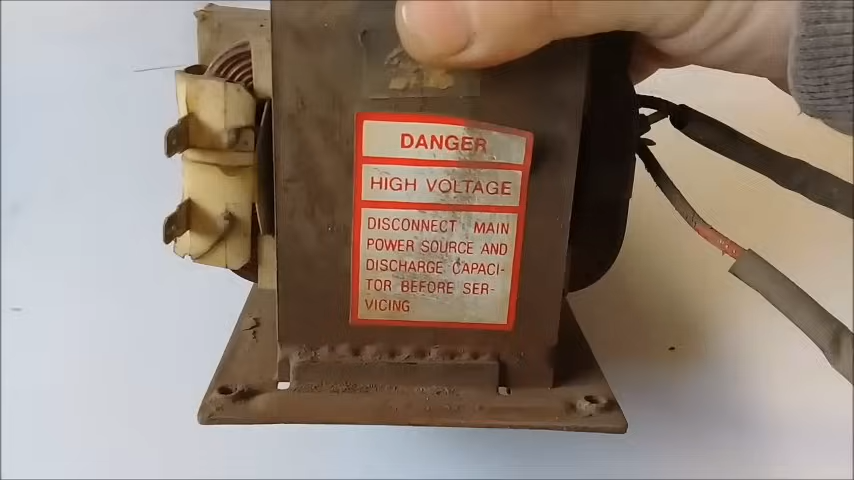 DANGER
HIGH VOLTAGE
DISCONNECT MAIN
POWER SOURCE AND
DISCHARGE CAPACI-
TOR BEFORE SER-
VICING